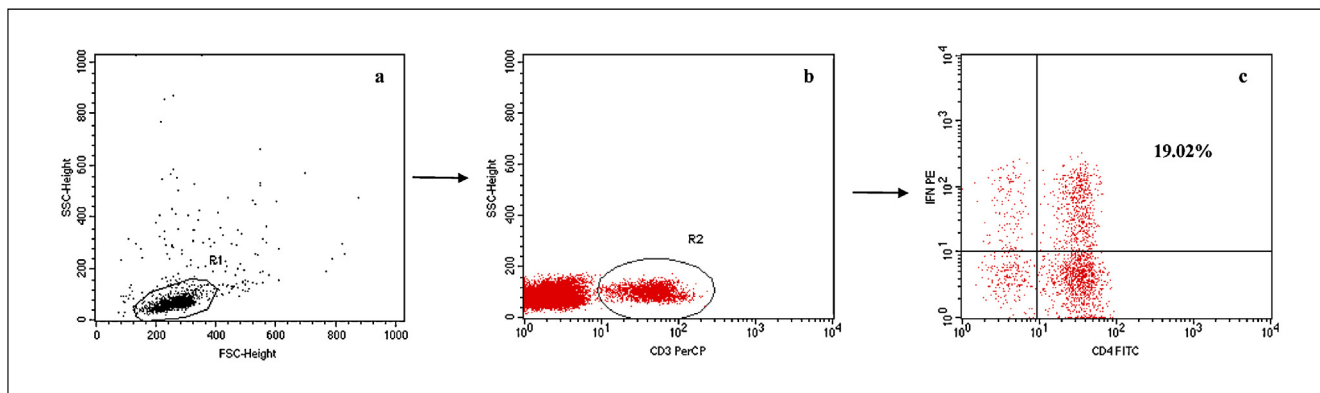 a
1000
800
600
400
200
0
SSC-Height
R1
0 200 400 600 800 1000
FSC-Height
b
1000
800
600
400
200
0
SSC-Height
R2
10^0 10^1 10^2 10^3 10^4
CD3 PerCP
c
10^4
10^3
10^2
10^1
10^0
IFN PE
19.02%
10^0 10^1 10^2 10^3 10^4
CD4 FITC